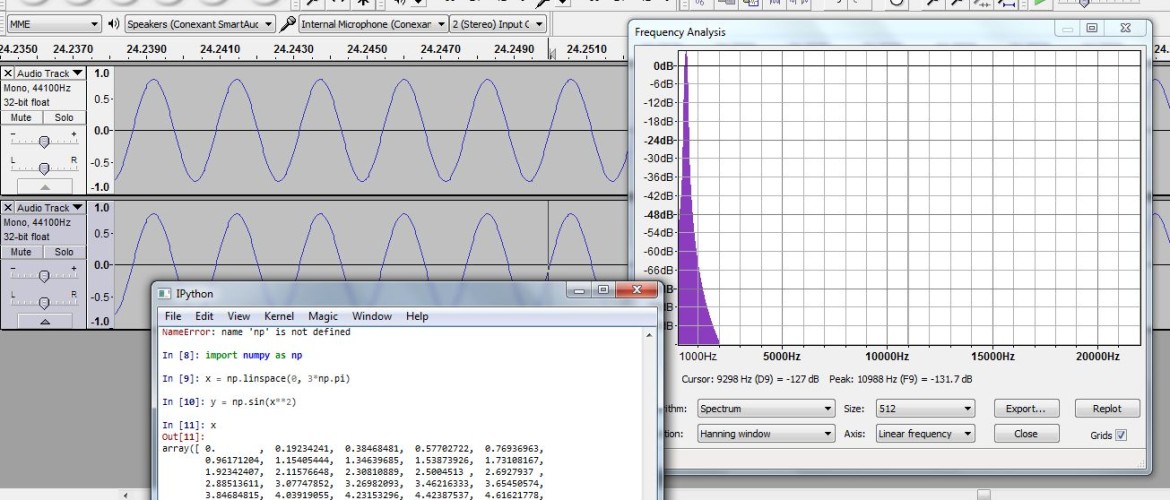 MME Speakers (Conexant SmartAuc Internal Microphone (Conexar 2 (Stereo) Input C
24.2350 24.2370 24.2390 24.2410 24.2430 24.2450 24.2470 24.2490 24.2510
Audio Track 1.0
Mono, 44100Hz
32-bit float
0.5
Mute Solo
0.0
- +
-0.5
L R
-1.0
Audio Track 1.0
Mono, 44100Hz
32-bit float
0.5
Mute Solo
0.0
- +
-0.5
L R
-1.0
Frequency Analysis
0dB
-6dB
-12dB
-18dB
-24dB
-30dB
-36dB
-42dB
-48dB
-54dB
-60dB
-66dB
1000Hz 5000Hz 10000Hz 15000Hz 20000Hz
Cursor: 9298 Hz (D9) = -127 dB Peak: 10988 Hz (F9) = -131.7 dB
Spectrum Size: 512 Export... Replot
Hanning window Axis: Linear frequency Close Grids
IPython
File Edit View Kernel Magic Window Help
NameError: name 'np' is not defined
In [8]: import numpy as np
In [9]: x = np.linspace(0, 3*np.pi)
In [10]: y = np.sin(x**2)
In [11]: x
Out[11]:
array([ 0. , 0.19234241, 0.38468481, 0.57702722, 0.76936963,
0.96171204, 1.15405444, 1.34639685, 1.53873926, 1.73108167,
1.92342407, 2.11576648, 2.30810889, 2.5004513 , 2.6927937 ,
2.88513611, 3.07747852, 3.26982093, 3.46216333, 3.65450574,
3.84684815, 4.03919055, 4.23153296, 4.42387537, 4.61621778,